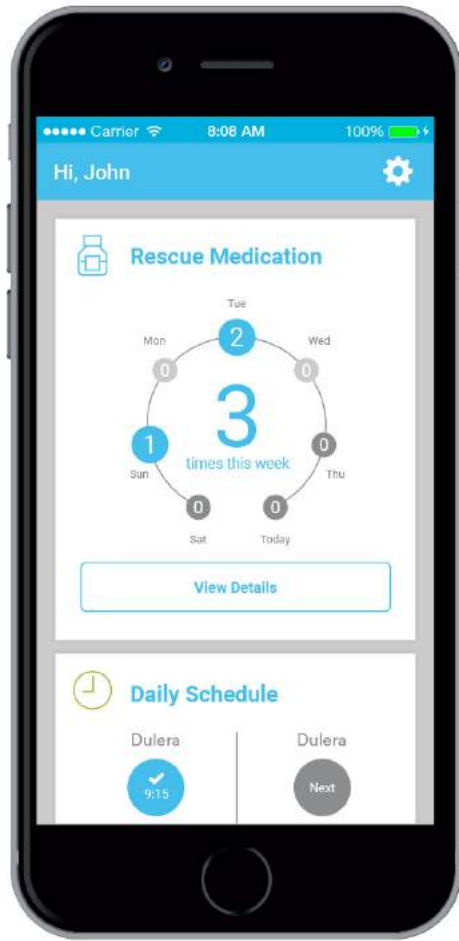 Carrier 8:08 AM 100%
Hi, John
Rescue Medication
Tue
Mon 2 Wed
0 0
3
1 0
times this week
Sun Thu
0 0
Sat Today
View Details
Daily Schedule
Dulera Dulera
9:15 Next